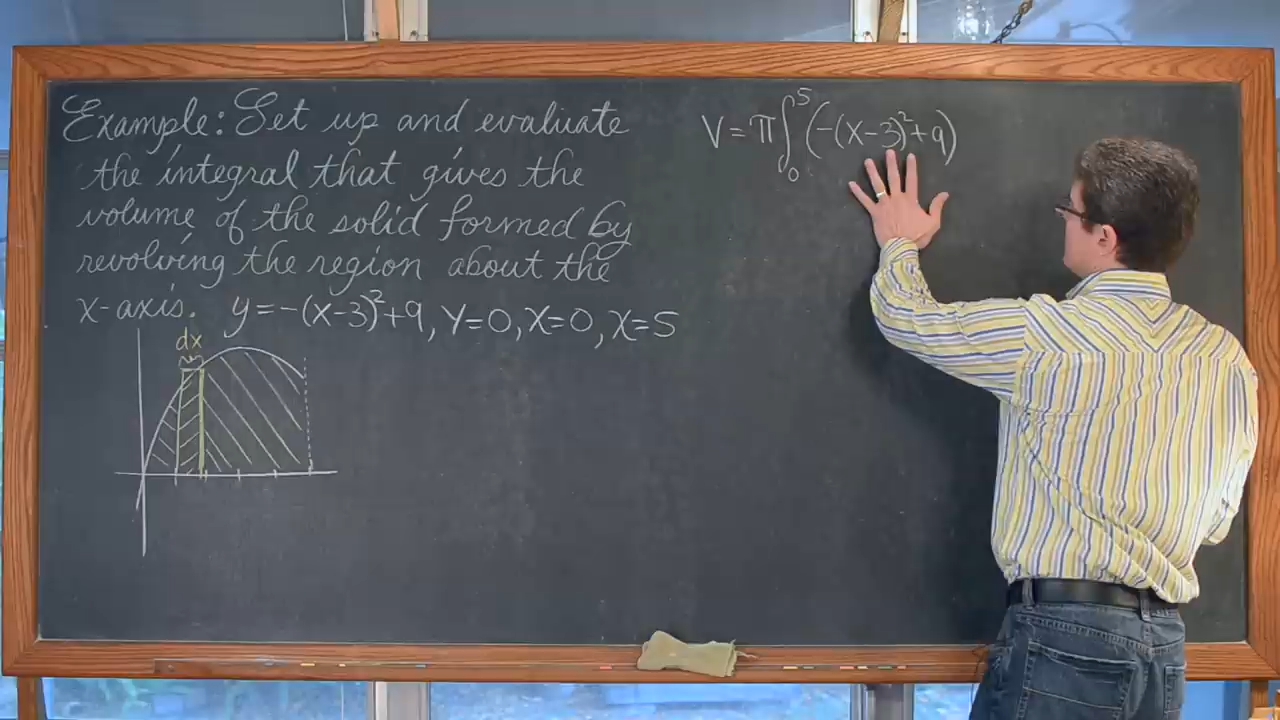 Example: Set up and evaluate
the integral that gives the
volume of the solid formed by
revolving the region about the
x-axis. y=-(x-3)²+9, y=0, x=0, x=5
dx
V = π∫₀⁵ (-(x-3)²+9)